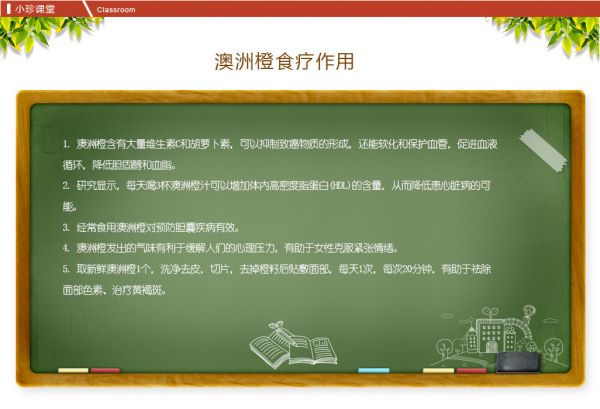 小珍课堂
Classroom
澳洲橙食疗作用
1. 澳洲橙含有大量维生素C和胡萝卜素，可以抑制致癌物质的形成，还能软化和保护血管，促进血液
循环，降低胆固醇和血脂。
2. 研究显示，每天喝3杯澳洲橙汁可以增加体内高密度脂蛋白(HDL)的含量，从而降低患心脏病的可
能。
3. 经常食用澳洲橙对预防胆囊疾病有效。
4. 澳洲橙发出的气味有利于缓解人们的心理压力，有助于女性克服紧张情绪。
5. 取新鲜澳洲橙1个，洗净去皮，切片，去掉橙籽后贴敷面部，每天1次，每次20分钟，有助于祛除
面部色素、治疗黄褐斑。